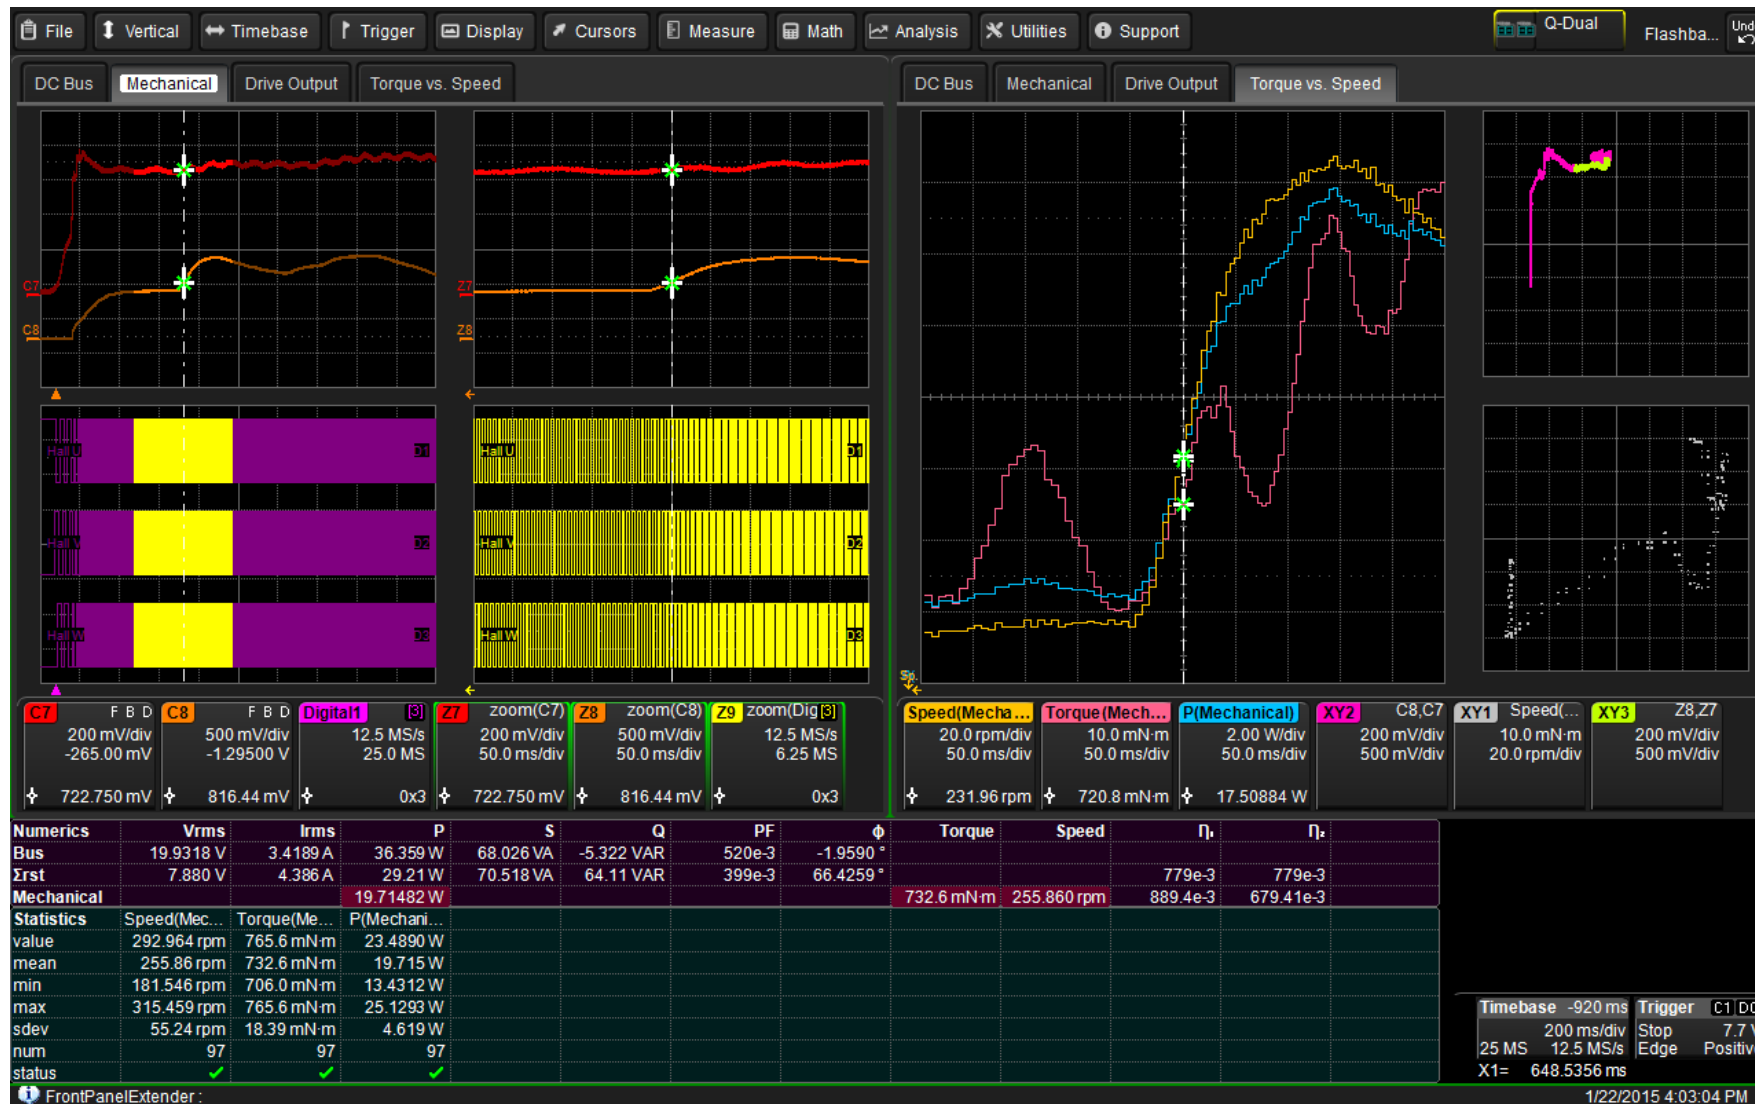 File Vertical Timebase Trigger Display Cursors Measure Math Analysis Utilities Support Q-Dual Flashba... Und
DC Bus Mechanical Drive Output Torque vs. Speed
DC Bus Mechanical Drive Output Torque vs. Speed
C7
C8
Z7
Z8
Hall U D1
Hall V D2
Hall W D3
Hall U D1
Hall V D2
Hall W D3
C7 F B D
200 mV/div
-265.00 mV
722.750 mV
C8 F B D
500 mV/div
-1.29500 V
816.44 mV
Digital1 [3]
12.5 MS/s
25.0 MS
0x3
Z7 zoom(C7)
200 mV/div
50.0 ms/div
722.750 mV
Z8 zoom(C8)
500 mV/div
50.0 ms/div
816.44 mV
Z9 zoom(Dig [3]
12.5 MS/s
6.25 MS
0x3
Speed(Mecha...
20.0 rpm/div
50.0 ms/div
231.96 rpm
Torque(Mech...
10.0 mN·m
50.0 ms/div
720.8 mN·m
P(Mechanical)
2.00 W/div
50.0 ms/div
17.50884 W
XY2 C8,C7
200 mV/div
500 mV/div
XY1 Speed(...
10.0 mN·m
20.0 rpm/div
XY3 Z8,Z7
200 mV/div
500 mV/div
Numerics Vrms Irms P S Q PF ϕ Torque Speed η₁ η₂
Bus 19.9318 V 3.4189 A 36.359 W 68.026 VA -5.322 VAR 520e-3 -1.9590 °
Σrst 7.880 V 4.386 A 29.21 W 70.518 VA 64.11 VAR 399e-3 66.4259 ° 779e-3 779e-3
Mechanical 19.71482 W 732.6 mN·m 255.860 rpm 889.4e-3 679.41e-3
Statistics Speed(Mec... Torque(Me... P(Mechani...
value 292.964 rpm 765.6 mN·m 23.4890 W
mean 255.86 rpm 732.6 mN·m 19.715 W
min 181.546 rpm 706.0 mN·m 13.4312 W
max 315.459 rpm 765.6 mN·m 25.1293 W
sdev 55.24 rpm 18.39 mN·m 4.619 W
num 97 97 97
status
Timebase -920 ms
200 ms/div
25 MS 12.5 MS/s
X1= 648.5356 ms
Trigger C1 DC
Stop 7.7 V
Edge Positiv
FrontPanelExtender : 1/22/2015 4:03:04 PM